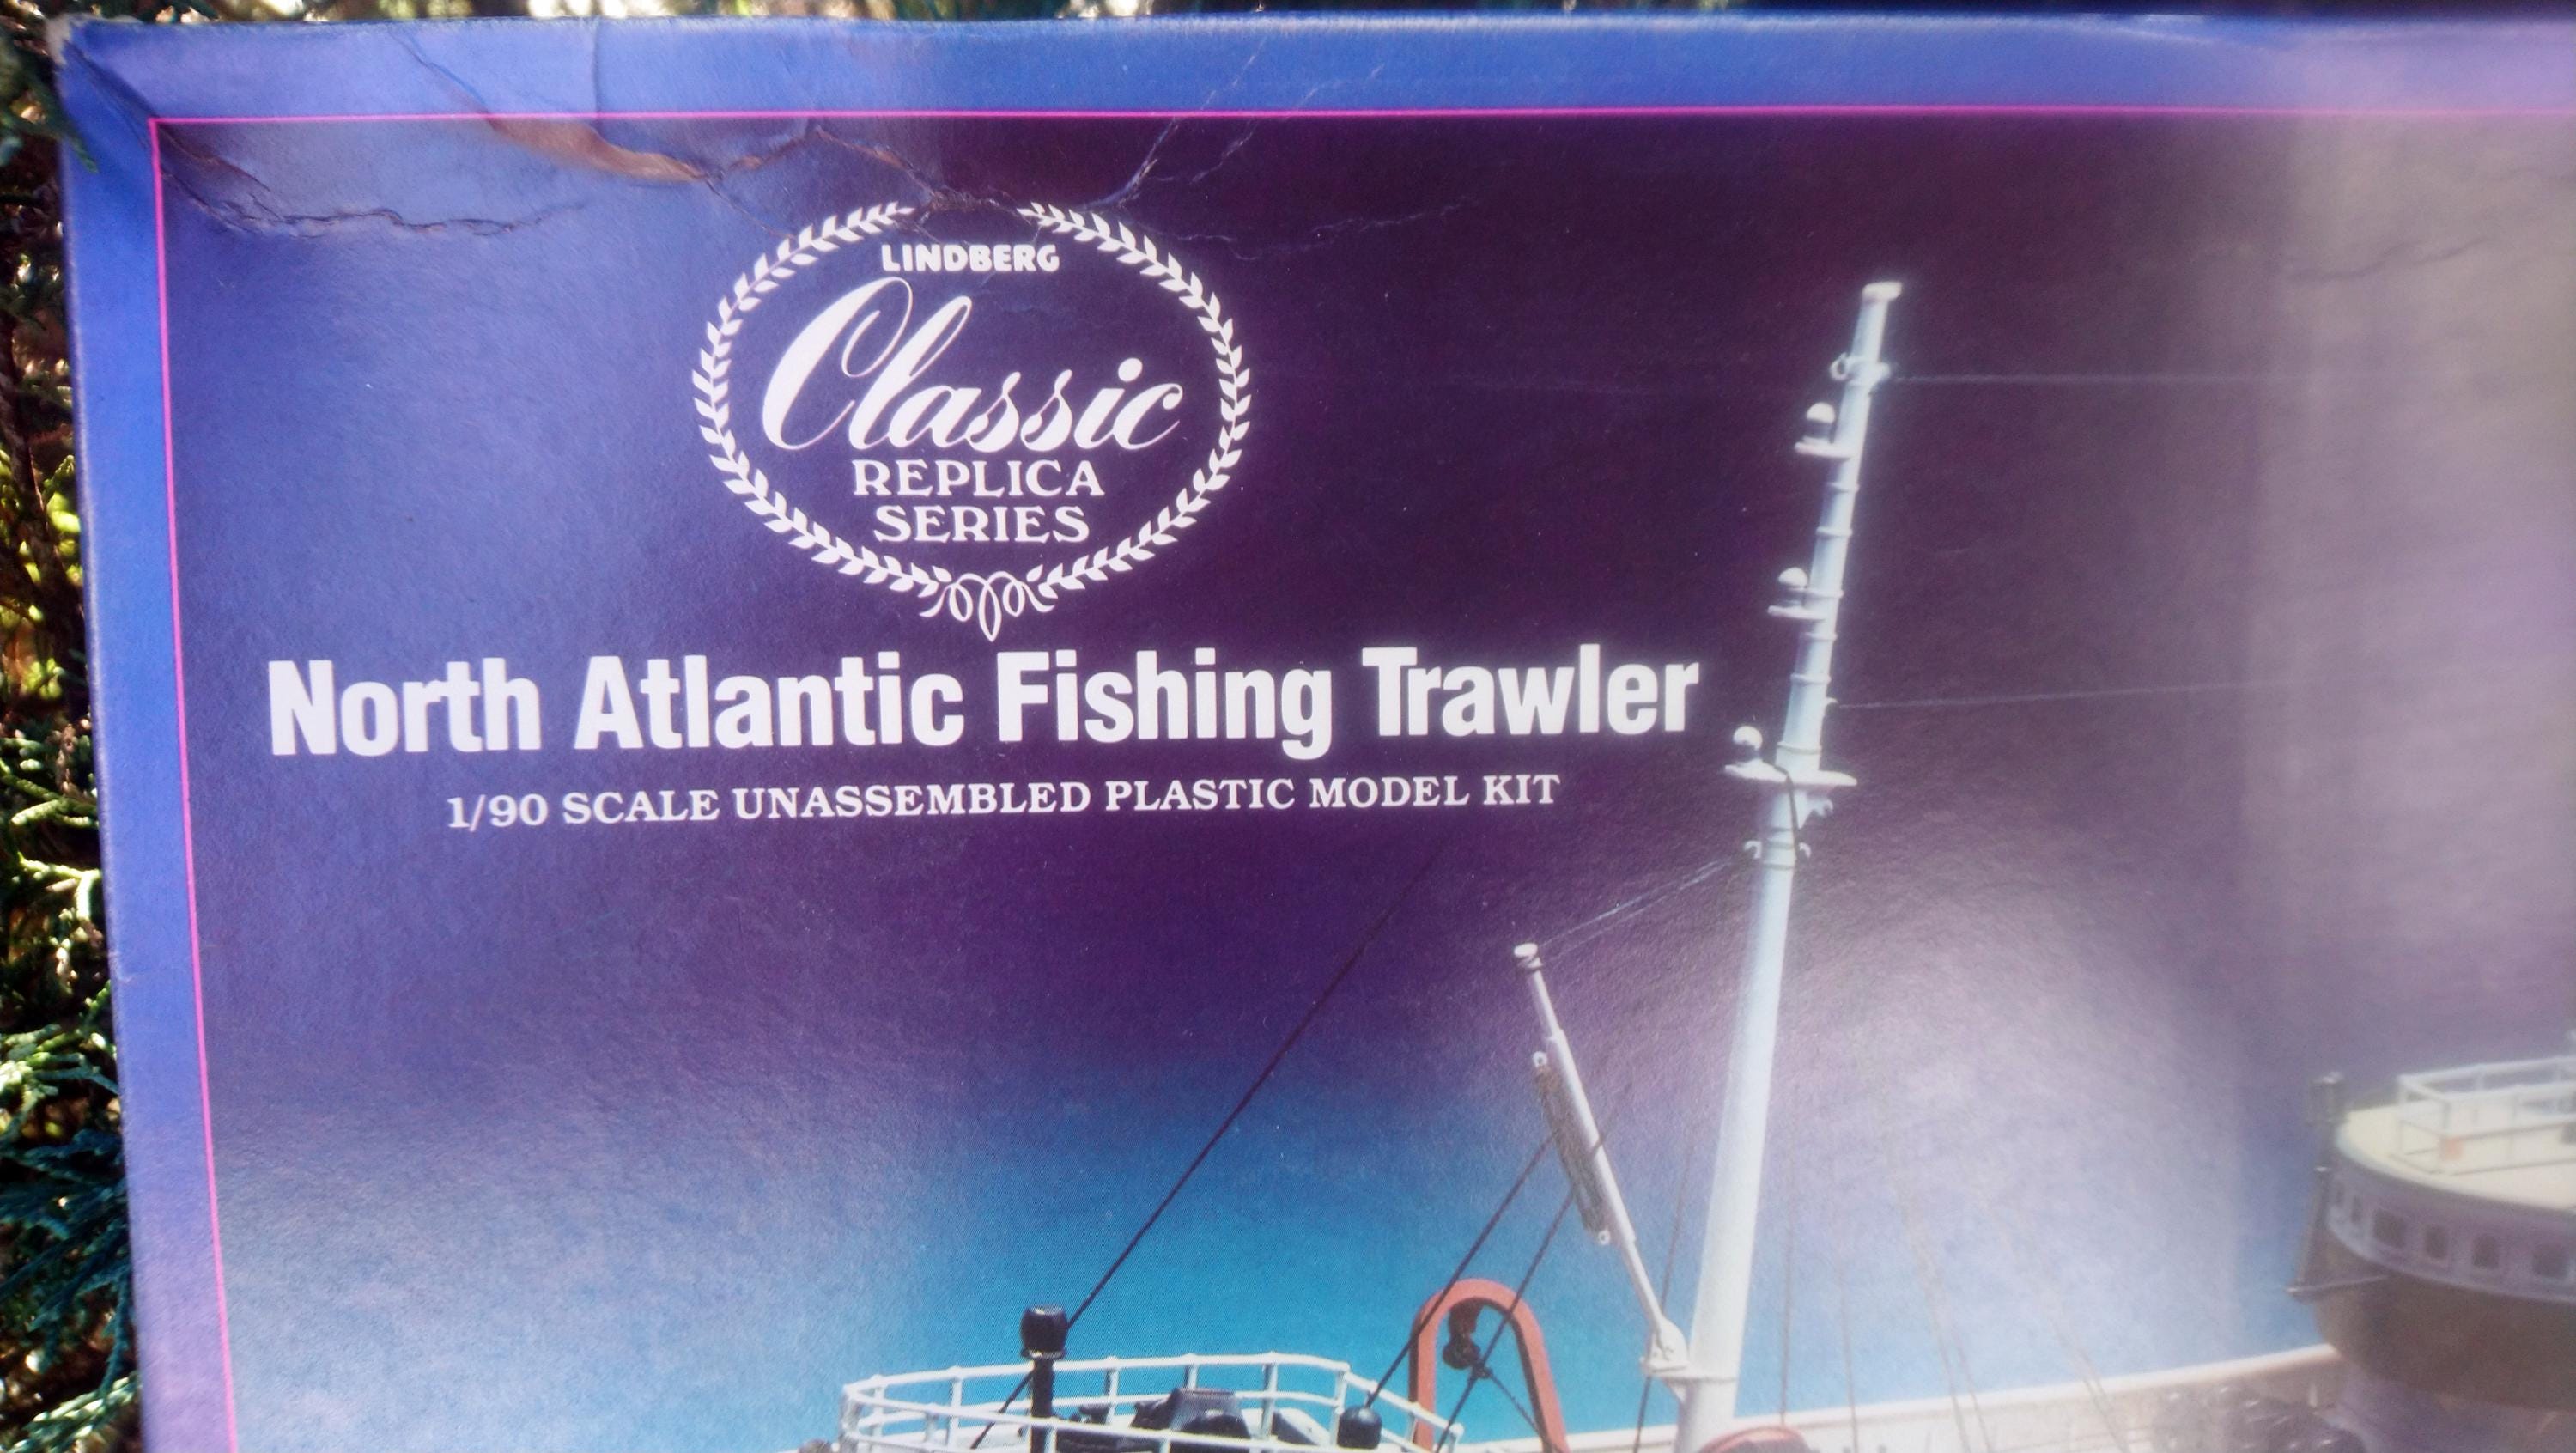 LINDBERG
Classic
REPLICA
SERIES
North Atlantic Fishing Trawler
1/90 SCALE UNASSEMBLED PLASTIC MODEL KIT